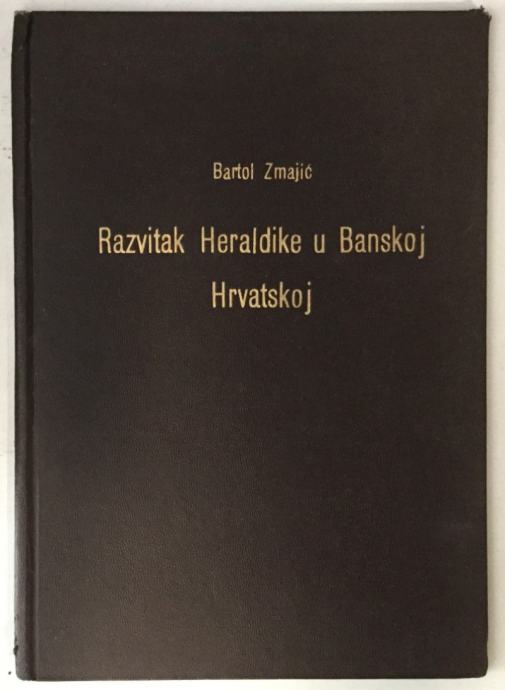 Bartol Zmajić
Razvitak Heraldike u Banskoj
Hrvatskoj